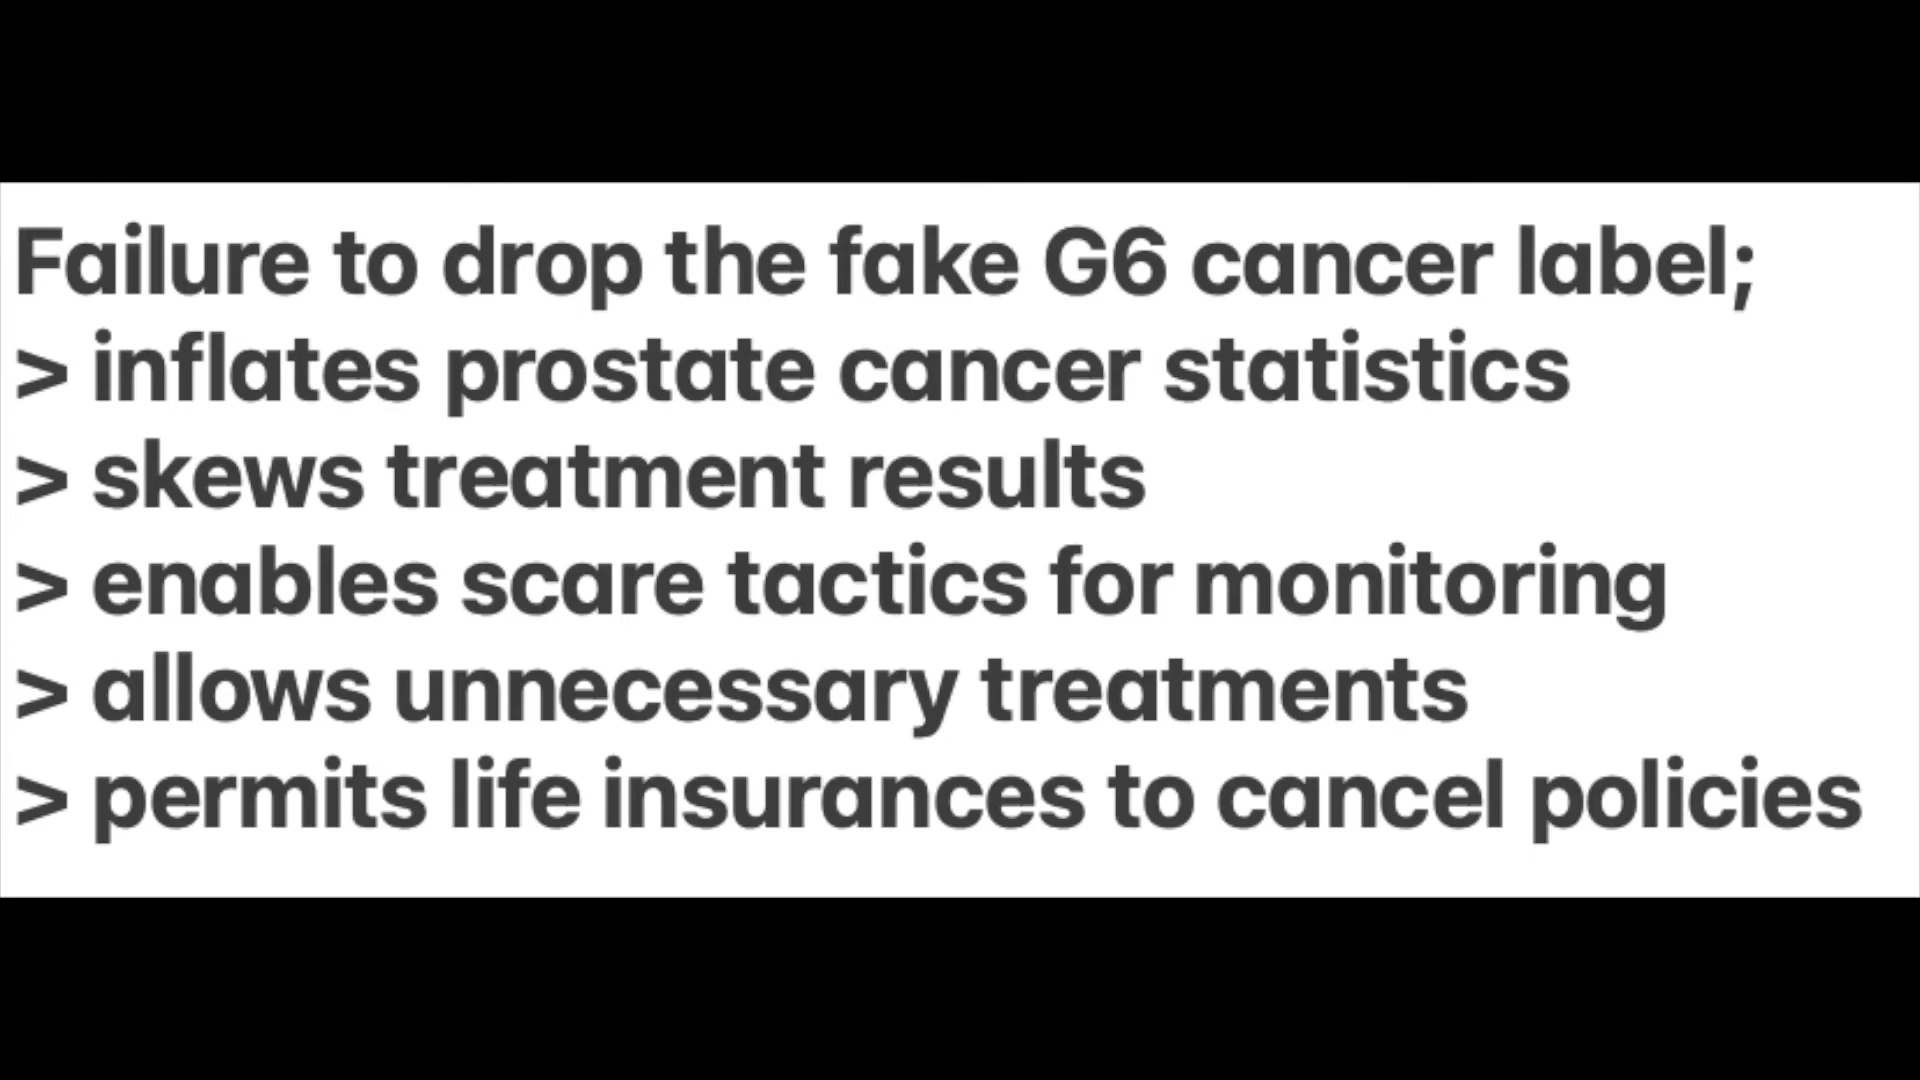 Failure to drop the fake G6 cancer label;
> inflates prostate cancer statistics
> skews treatment results
> enables scare tactics for monitoring
> allows unnecessary treatments
> permits life insurances to cancel policies